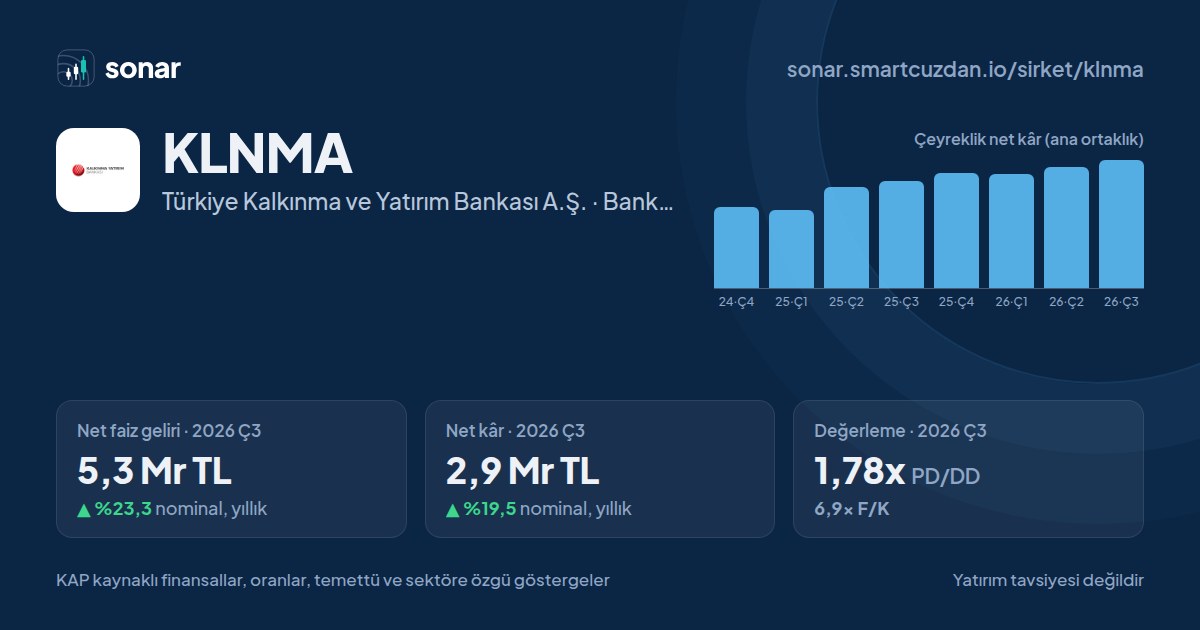 sonar
sonar.smartcuzdan.io/sirket/klnma
KALKINMA YATIRIM
BANKASI
KLNMA
Türkiye Kalkınma ve Yatırım Bankası A.Ş. · Bank...
Çeyreklik net kâr (ana ortaklık)
24·Ç4 25·Ç1 25·Ç2 25·Ç3 25·Ç4 26·Ç1 26·Ç2 26·Ç3
Net faiz geliri · 2026 Ç3
5,3 Mr TL
▲ %23,3 nominal, yıllık
Net kâr · 2026 Ç3
2,9 Mr TL
▲ %19,5 nominal, yıllık
Değerleme · 2026 Ç3
1,78x PD/DD
6,9× F/K
KAP kaynaklı finansallar, oranlar, temettü ve sektöre özgü göstergeler
Yatırım tavsiyesi değildir